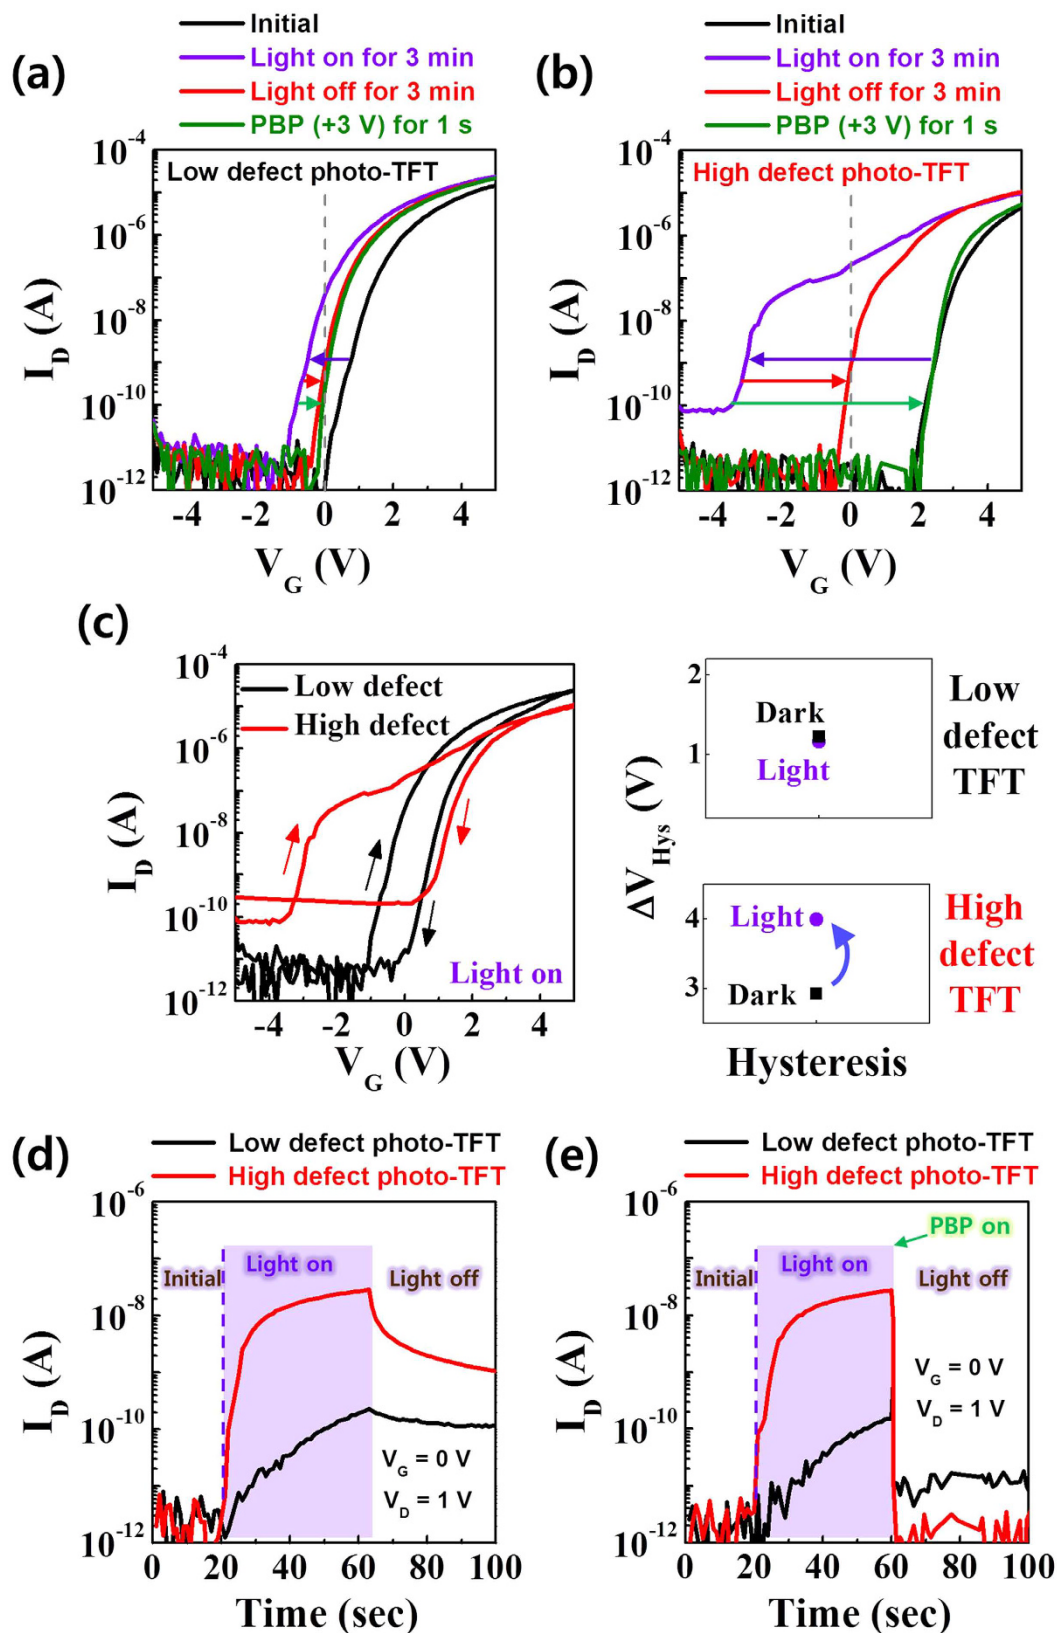 (a)
Initial
Light on for 3 min
Light off for 3 min
PBP (+3 V) for 1 s
Low defect photo-TFT
10-4
10-6
10-8
10-10
10-12
I_D (A)
-4 -2 0 2 4
V_G (V)
(b)
Initial
Light on for 3 min
Light off for 3 min
PBP (+3 V) for 1 s
High defect photo-TFT
10-4
10-6
10-8
10-10
10-12
I_D (A)
-4 -2 0 2 4
V_G (V)
(c)
Low defect
High defect
Light on
10-4
10-6
10-8
10-10
10-12
I_D (A)
-4 -2 0 2 4
V_G (V)
2
1
Dark
Light
Low
defect
TFT
ΔV_Hys (V)
4
3
Light
Dark
High
defect
TFT
Hysteresis
(d)
Low defect photo-TFT
High defect photo-TFT
Initial
Light on
Light off
V_G = 0 V
V_D = 1 V
10-6
10-8
10-10
10-12
I_D (A)
0 20 40 60 80 100
Time (sec)
(e)
Low defect photo-TFT
High defect photo-TFT
PBP on
Initial
Light on
Light off
V_G = 0 V
V_D = 1 V
10-6
10-8
10-10
10-12
I_D (A)
0 20 40 60 80 100
Time (sec)